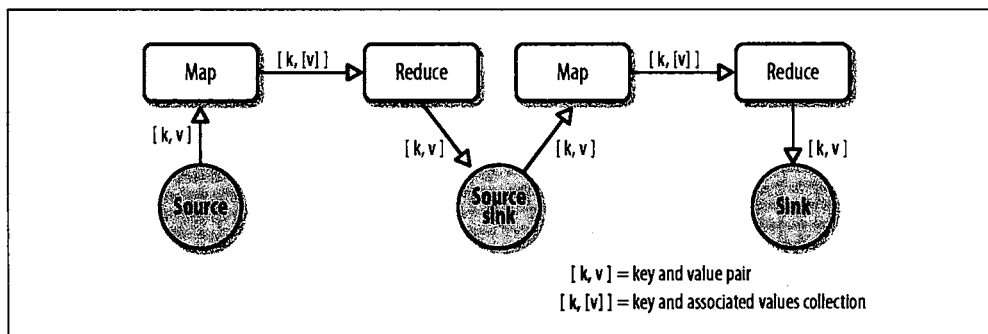 Map
[ k, [v] ]
Reduce
Map
[ k, [v] ]
Reduce
[ k, v ]
[ k, v ]
[ k, v ]
[ k, v ]
Source
Source
sink
Sink
[ k, v ] = key and value pair
[ k, [v] ] = key and associated values collection